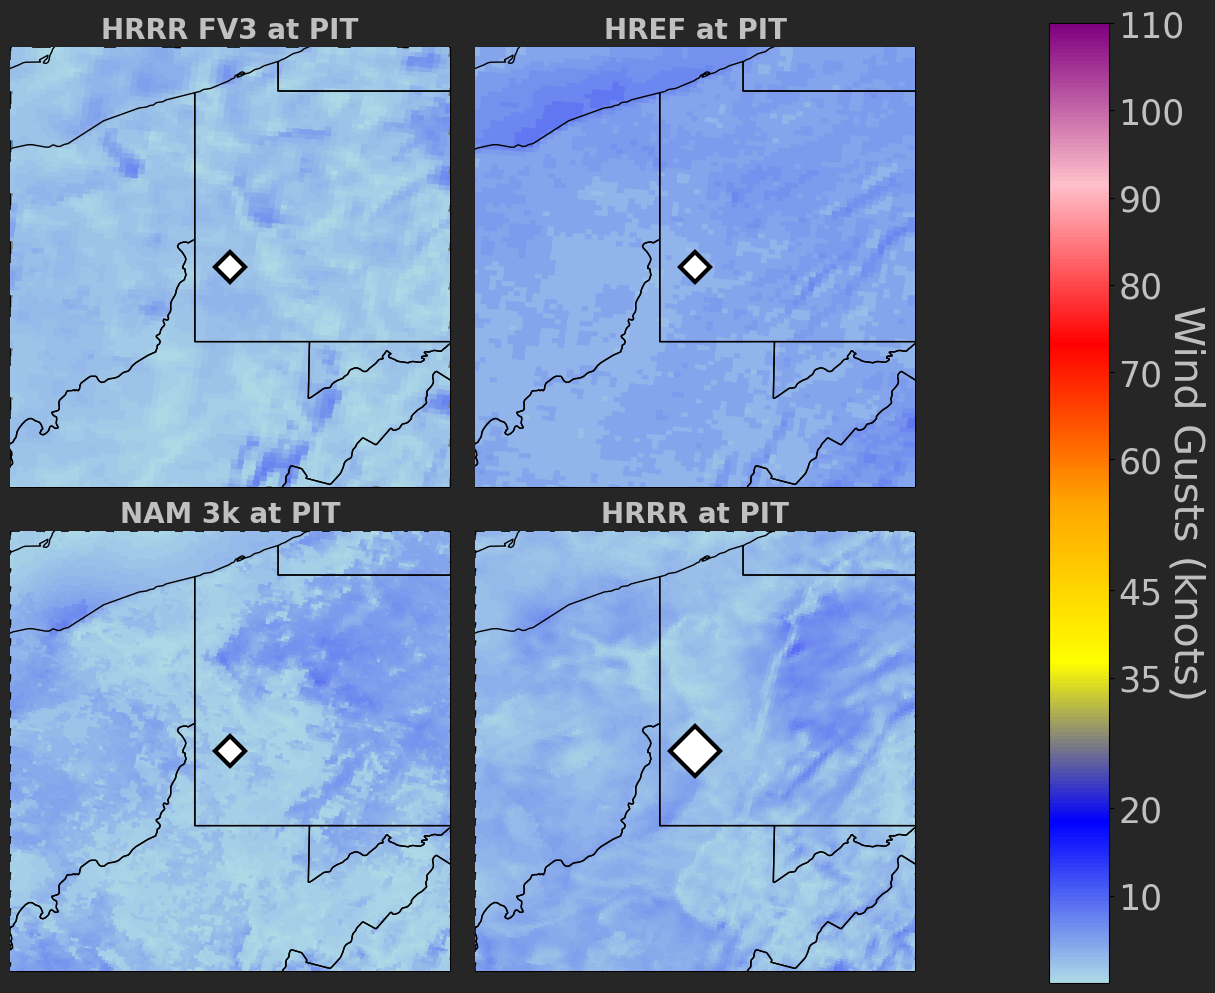 HRRR FV3 at PIT
HREF at PIT
NAM 3k at PIT
HRRR at PIT
110
100
90
80
70
60
45
35
20
10
Wind Gusts (knots)